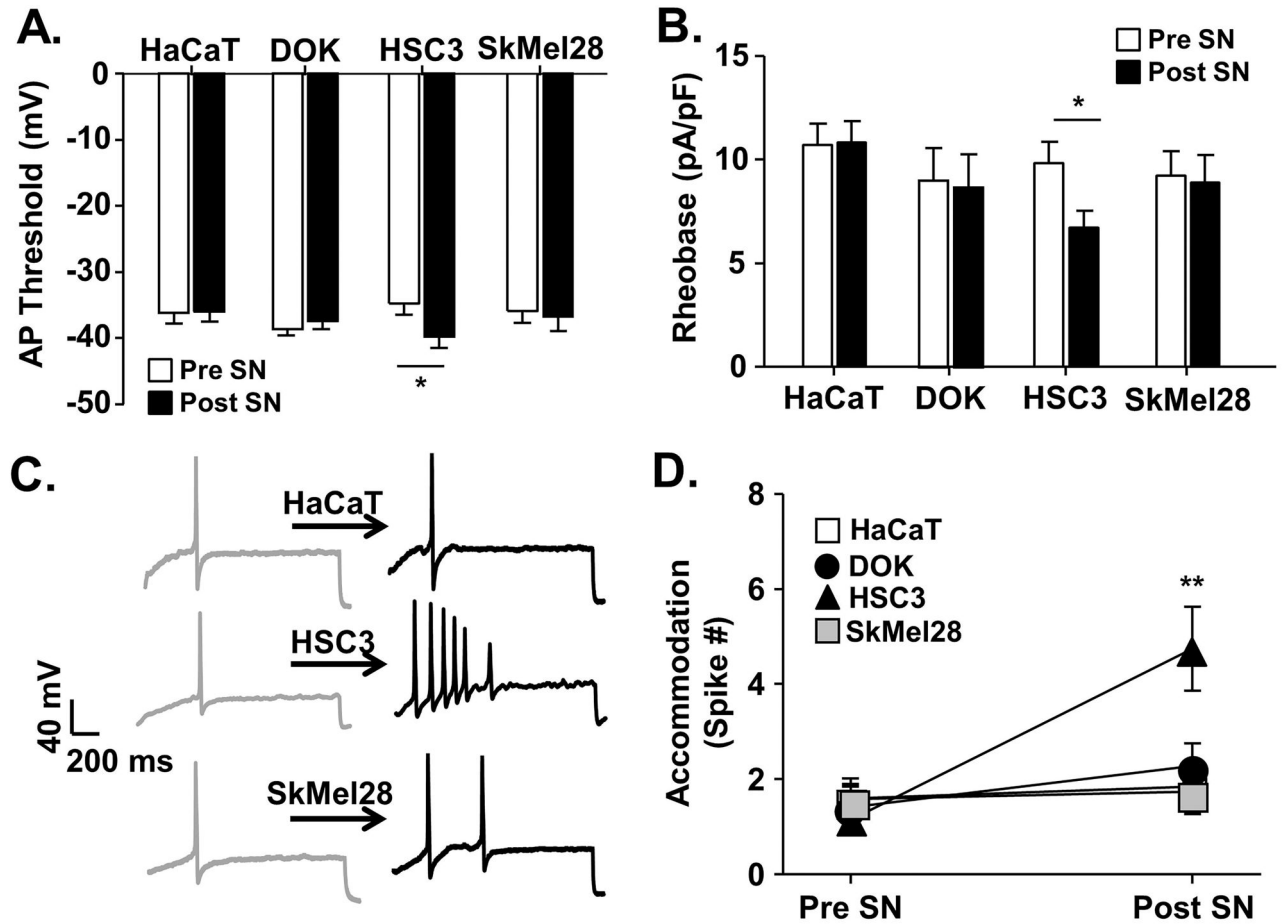 A.
HaCaT DOK HSC3 SkMel28
AP Threshold (mV)
0
-10
-20
-30
-40
-50
Pre SN
Post SN
*
B.
Rheobase (pA/pF)
15
10
5
0
Pre SN
Post SN
*
HaCaT DOK HSC3 SkMel28
C.
HaCaT
HSC3
SkMel28
40 mV
200 ms
D.
Accommodation
(Spike #)
8
6
4
2
0
HaCaT
DOK
HSC3
SkMel28
**
Pre SN Post SN